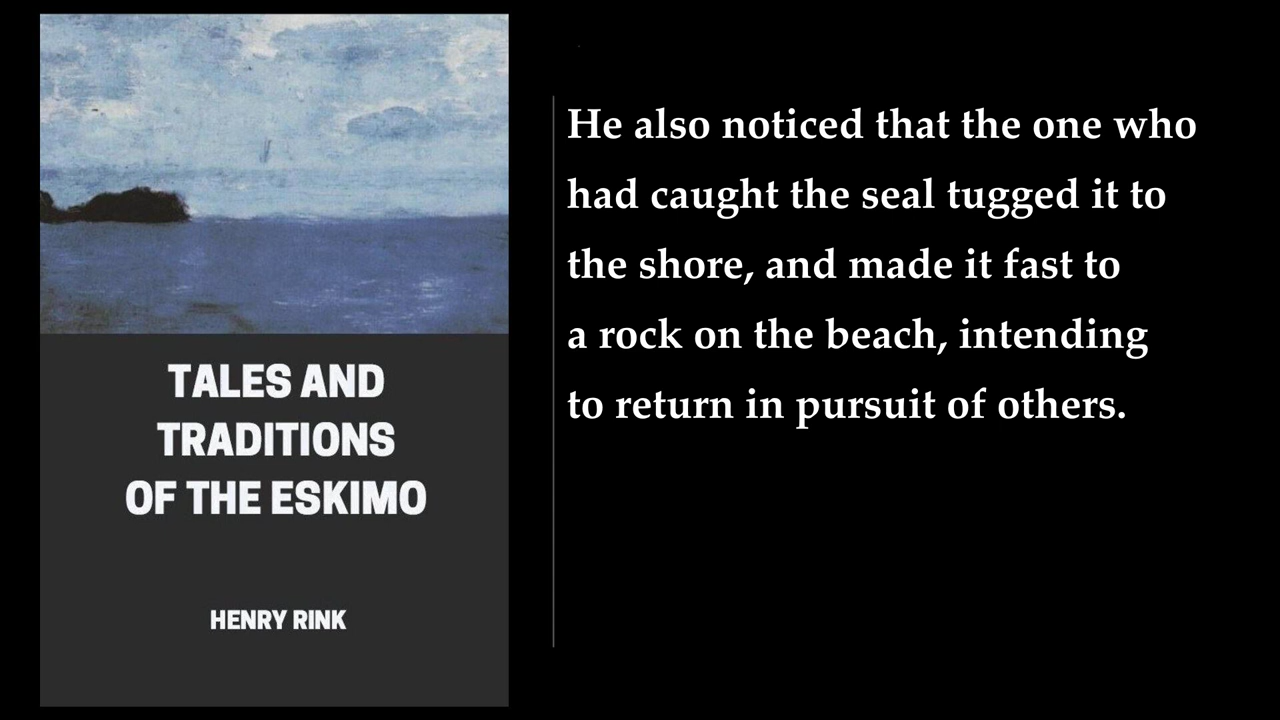 TALES AND
TRADITIONS
OF THE ESKIMO
HENRY RINK
He also noticed that the one who
had caught the seal tugged it to
the shore, and made it fast to
a rock on the beach, intending
to return in pursuit of others.